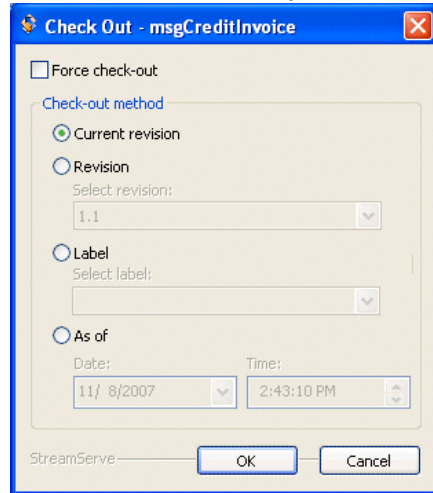 Check Out - msgCreditInvoice
Force check-out
Check-out method
Current revision
Revision
Select revision:
1.1
Label
Select label:
As of
Date: Time:
11/ 8/2007 2:43:10 PM
StreamServe OK Cancel